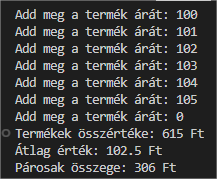 Add meg a termék árát: 100
Add meg a termék árát: 101
Add meg a termék árát: 102
Add meg a termék árát: 103
Add meg a termék árát: 104
Add meg a termék árát: 105
Add meg a termék árát: 0
Termékek összértéke: 615 Ft
Átlag érték: 102.5 Ft
Párosak összege: 306 Ft